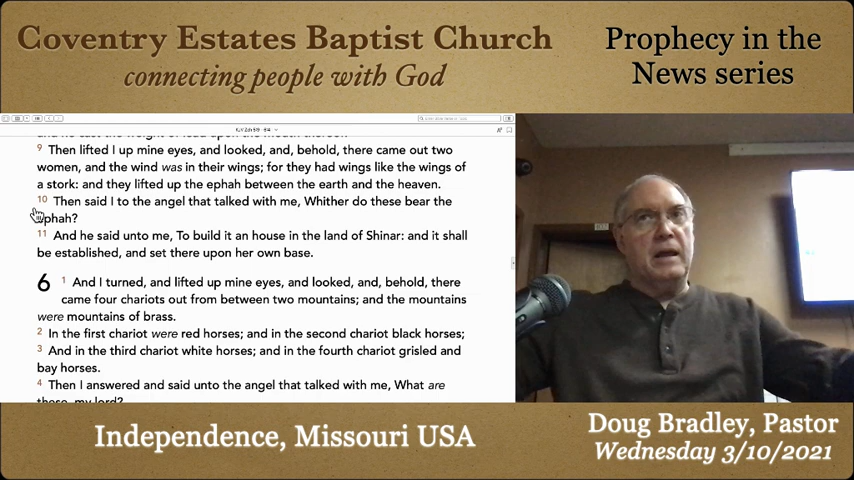 Coventry Estates Baptist Church
connecting people with God
Prophecy in the
News series
9 Then lifted I up mine eyes, and looked, and, behold, there came out two
women, and the wind was in their wings; for they had wings like the wings of
a stork: and they lifted up the ephah between the earth and the heaven.
10 Then said I to the angel that talked with me, Whither do these bear the
ephah?
11 And he said unto me, To build it an house in the land of Shinar: and it shall
be established, and set there upon her own base.
6 1 And I turned, and lifted up mine eyes, and looked, and, behold, there
came four chariots out from between two mountains; and the mountains
were mountains of brass.
2 In the first chariot were red horses; and in the second chariot black horses;
3 And in the third chariot white horses; and in the fourth chariot grisled and
bay horses.
4 Then I answered and said unto the angel that talked with me, What are
these, my lord?
Independence, Missouri USA
Doug Bradley, Pastor
Wednesday 3/10/2021